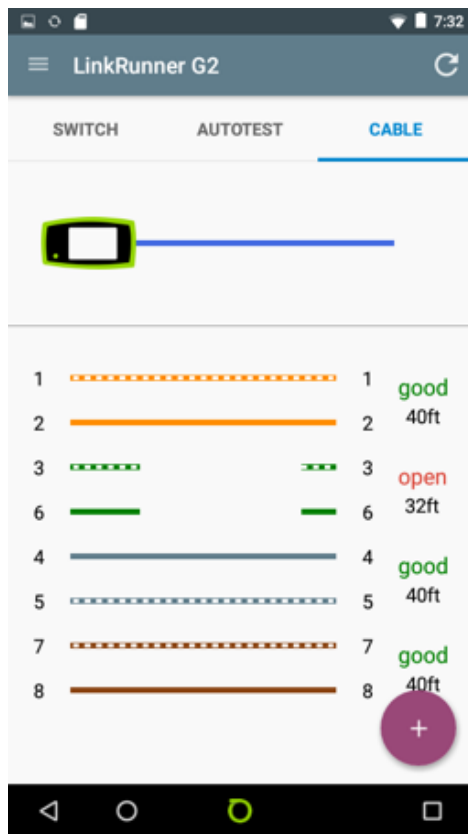 7:32
LinkRunner G2
SWITCH AUTOTEST CABLE
1 1 good
2 2 40ft
3 3 open
6 6 32ft
4 4 good
5 5 40ft
7 7 good
8 8 40ft
+